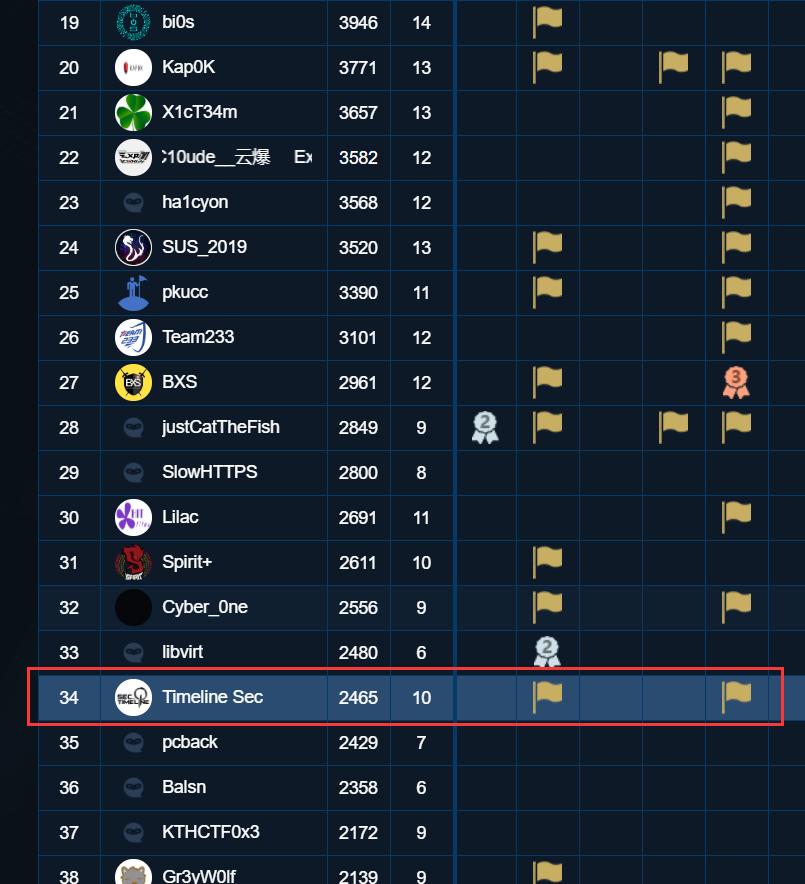 19 bi0s 3946 14
20 Kap0K 3771 13
21 X1cT34m 3657 13
22 C10ude__云爆 Ex 3582 12
23 ha1cyon 3568 12
24 SUS_2019 3520 13
25 pkucc 3390 11
26 Team233 3101 12
27 BXS 2961 12 3
28 justCatTheFish 2849 9 2
29 SlowHTTPS 2800 8
30 Lilac 2691 11
31 Spirit+ 2611 10
32 Cyber_0ne 2556 9
33 libvirt 2480 6 2
34 SEC TIMELINE Timeline Sec 2465 10
35 pcback 2429 7
36 Balsn 2358 6
37 KTHCTF0x3 2172 9
38 Gr3yW0lf 2139 9